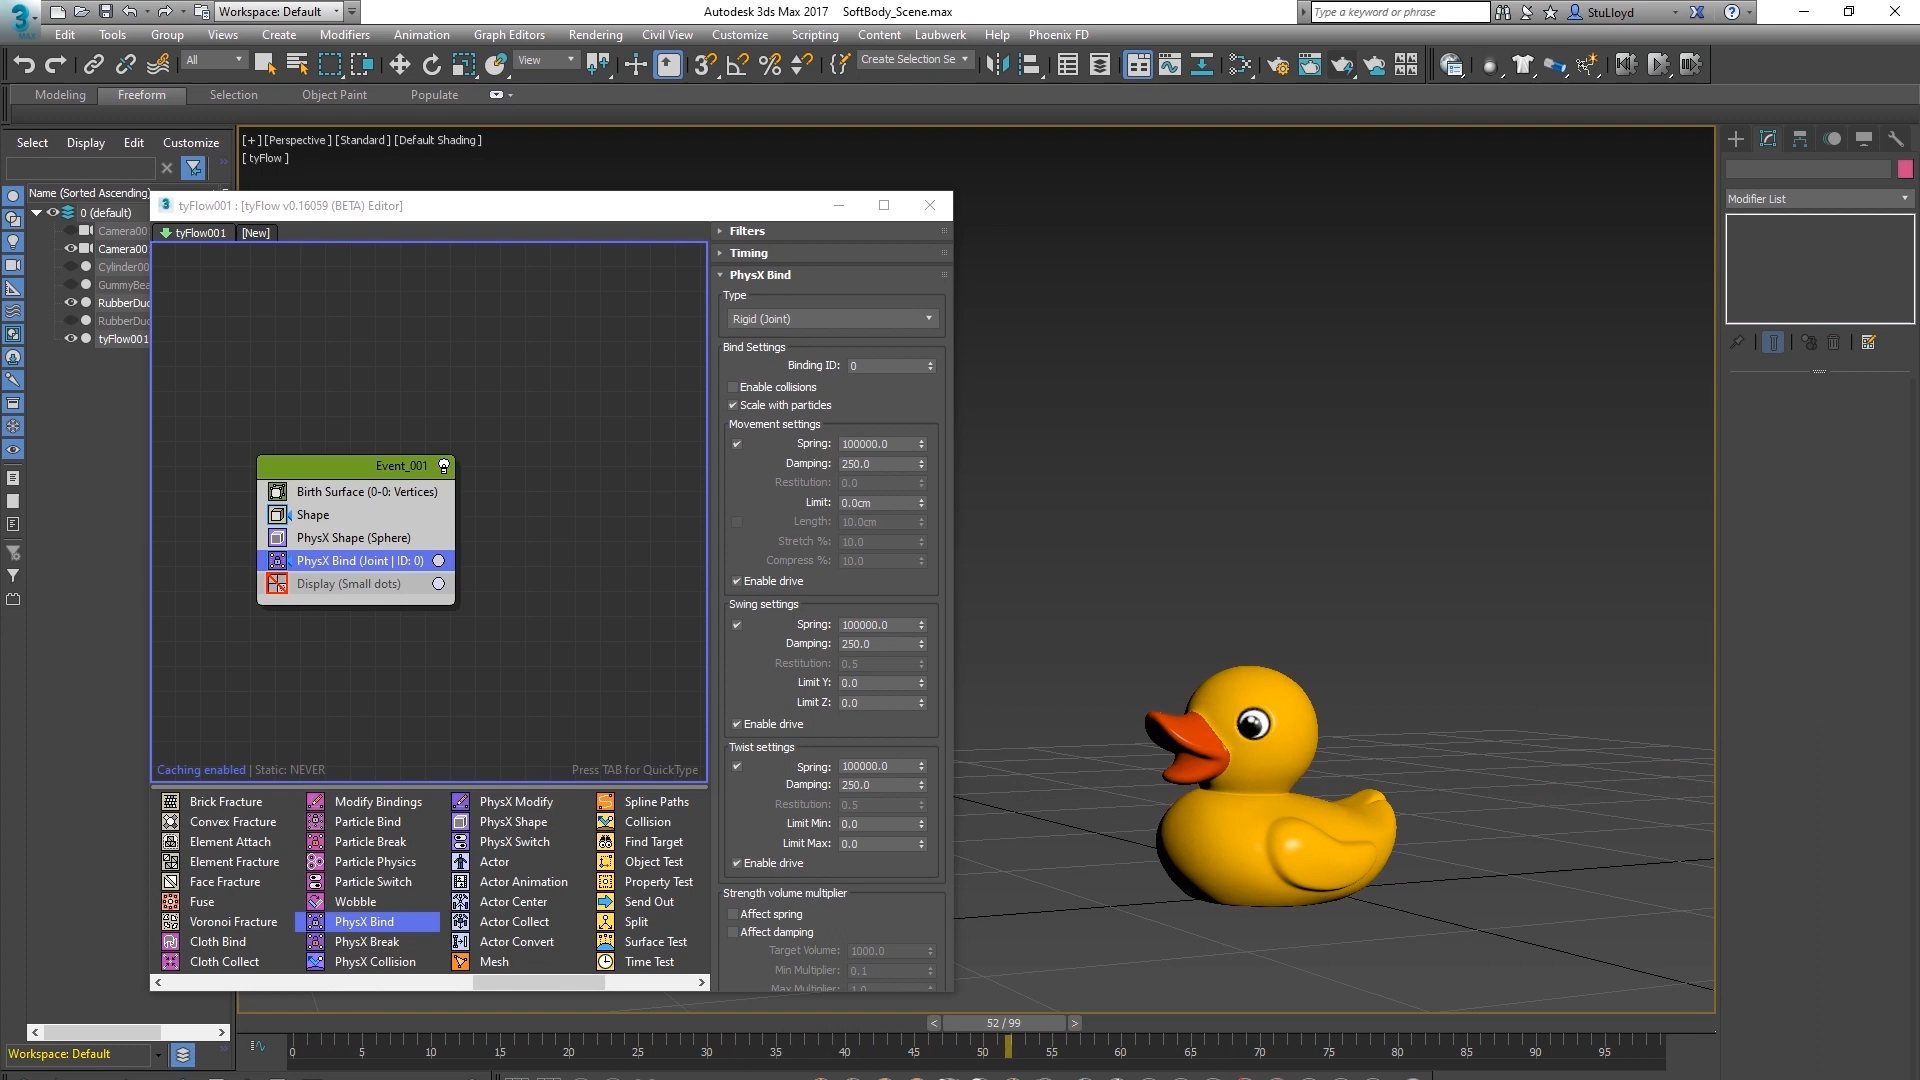 Workspace: Default
Autodesk 3ds Max 2017 SoftBody_Scene.max
Type a keyword or phrase
StuLloyd
3
MAX
Edit Tools Group Views Create Modifiers Animation Graph Editors Rendering Civil View Customize Scripting Content Laubwerk Help Phoenix FD
All
View
Create Selection Se
Modeling Freeform Selection Object Paint Populate
Select Display Edit Customize
[+] [Perspective ] [Standard ] [Default Shading ]
[ tyFlow ]
Name (Sorted Ascending)
0 (default)
Camera00
Camera00
Cylinder00
GummyBea
RubberDuc
RubberDuc
tyFlow001
Modifier List
tyFlow001 : [tyFlow v0.16059 (BETA) Editor]
tyFlow001 [New]
Event_001
Birth Surface (0-0: Vertices)
Shape
PhysX Shape (Sphere)
PhysX Bind (Joint | ID: 0)
Display (Small dots)
Caching enabled | Static: NEVER
Press TAB for QuickType
Filters
Timing
PhysX Bind
Type
Rigid (Joint)
Bind Settings
Binding ID: 0
Enable collisions
Scale with particles
Movement settings
Spring: 100000.0
Damping: 250.0
Restitution: 0.0
Limit: 0.0cm
Length: 10.0cm
Stretch %: 10.0
Compress %: 10.0
Enable drive
Swing settings
Spring: 100000.0
Damping: 250.0
Restitution: 0.5
Limit Y: 0.0
Limit Z: 0.0
Enable drive
Twist settings
Spring: 100000.0
Damping: 250.0
Restitution: 0.5
Limit Min: 0.0
Limit Max: 0.0
Enable drive
Strength volume multiplier
Affect spring
Affect damping
Target Volume: 1000.0
Min Multiplier: 0.1
Max Multiplier: 1.0
Brick Fracture Modify Bindings PhysX Modify Spline Paths
Convex Fracture Particle Bind PhysX Shape Collision
Element Attach Particle Break PhysX Switch Find Target
Element Fracture Particle Physics Actor Object Test
Face Fracture Particle Switch Actor Animation Property Test
Fuse Wobble Actor Center Send Out
Voronoi Fracture PhysX Bind Actor Collect Split
Cloth Bind PhysX Break Actor Convert Surface Test
Cloth Collect PhysX Collision Mesh Time Test
52 / 99
Workspace: Default
0 5 10 15 20 25 30 35 40 45 50 55 60 65 70 75 80 85 90 95